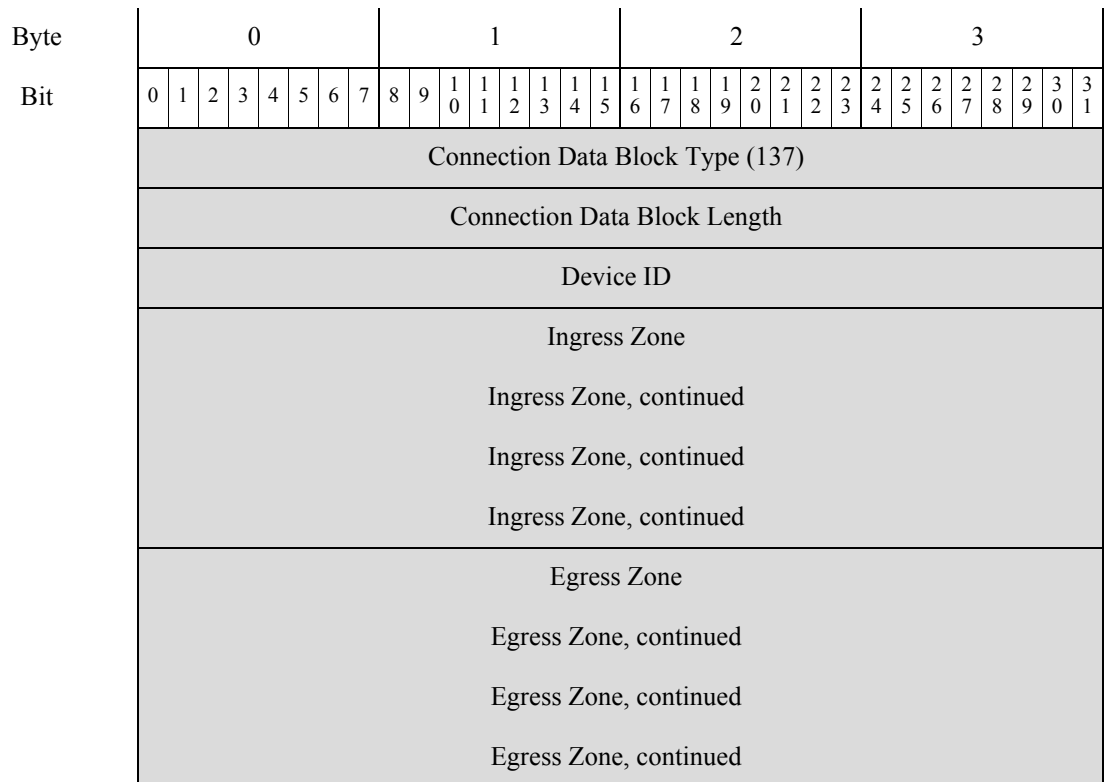 Byte 0 1 2 3
Bit 0 1 2 3 4 5 6 7 8 9 10 11 12 13 14 15 16 17 18 19 20 21 22 23 24 25 26 27 28 29 30 31
Connection Data Block Type (137)
Connection Data Block Length
Device ID
Ingress Zone
Ingress Zone, continued
Ingress Zone, continued
Ingress Zone, continued
Egress Zone
Egress Zone, continued
Egress Zone, continued
Egress Zone, continued